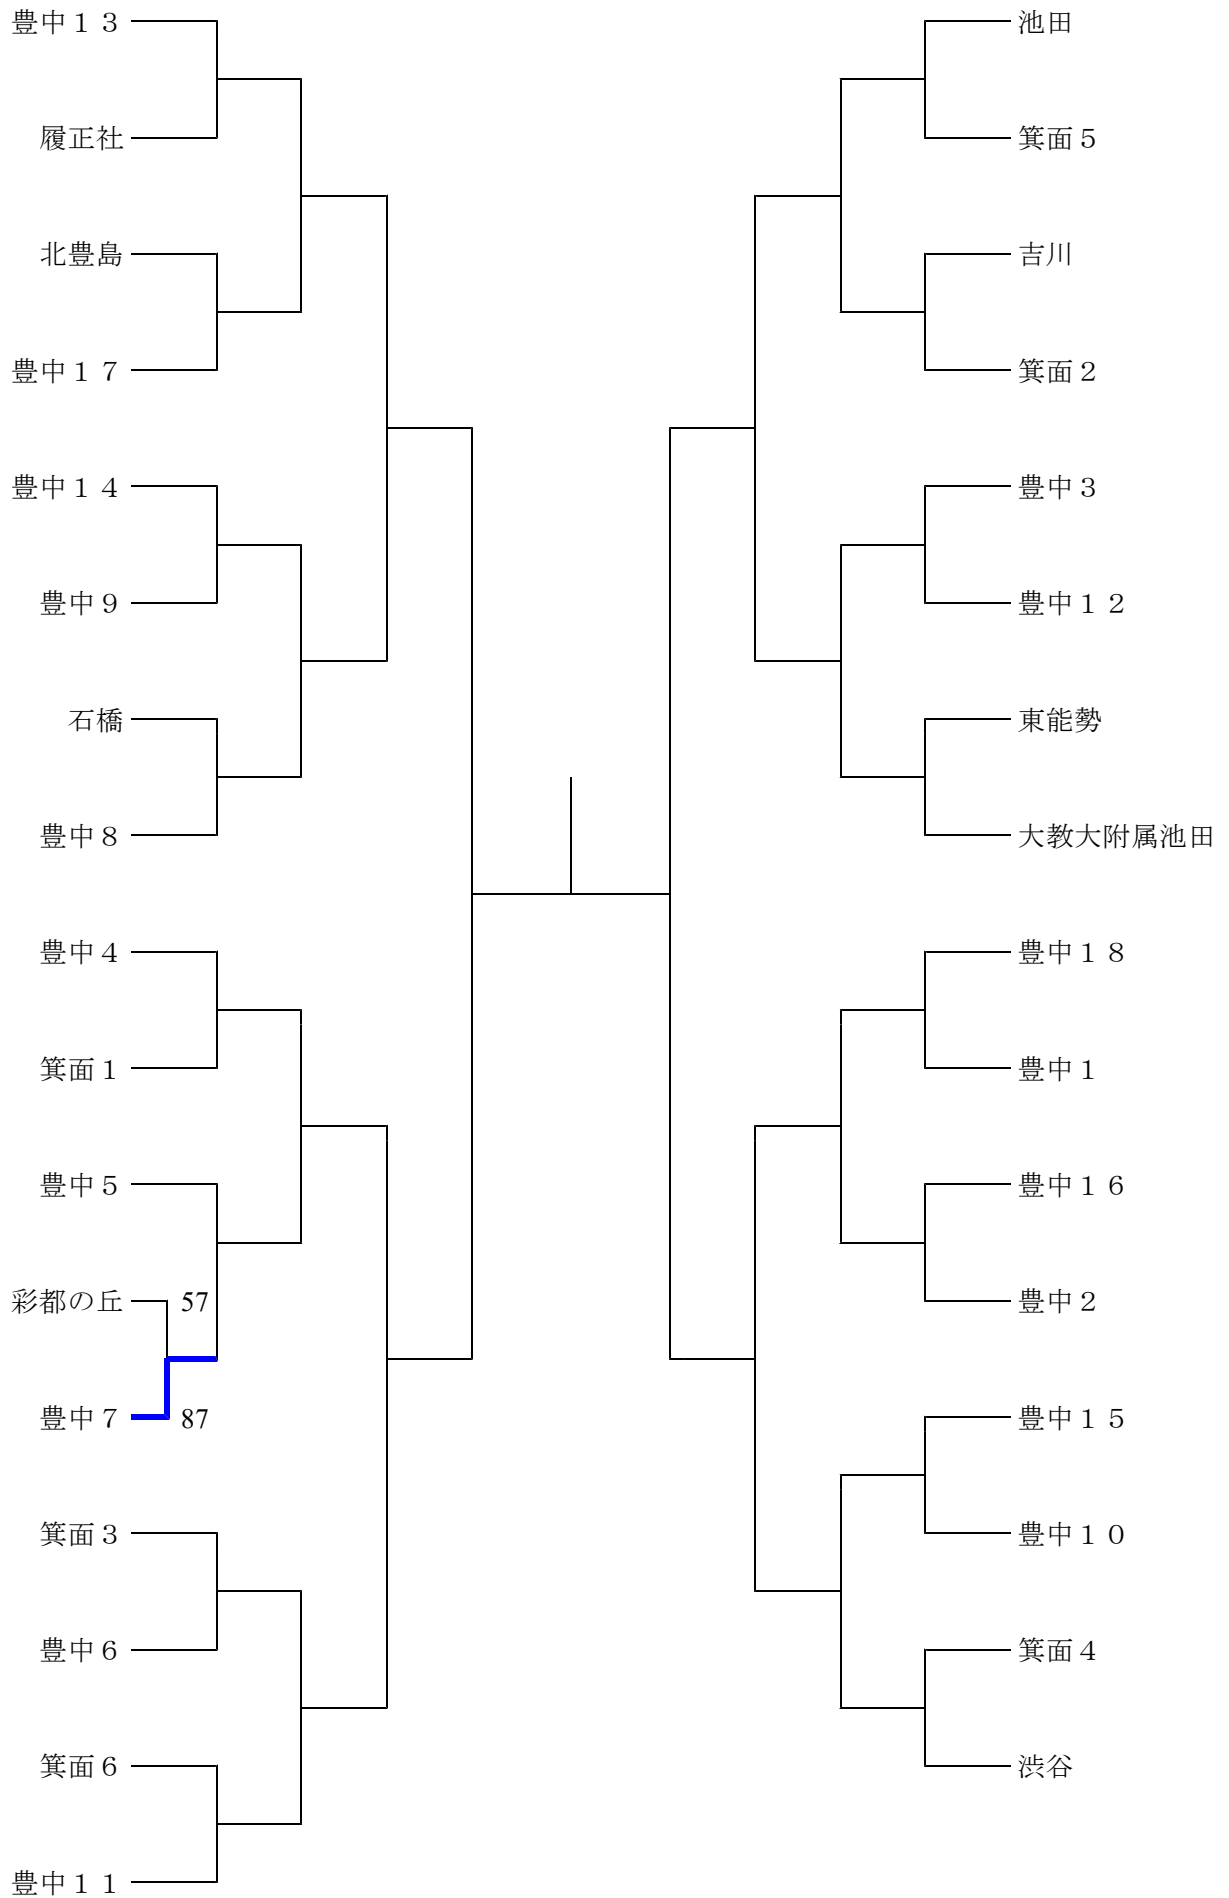 豊中１３
履正社
北豊島
豊中１７
豊中１４
豊中９
石橋
豊中８
豊中４
箕面１
豊中５
彩都の丘 57
豊中７ 87
箕面３
豊中６
箕面６
豊中１１
池田
箕面５
吉川
箕面２
豊中３
豊中１２
東能勢
大教大附属池田
豊中１８
豊中１
豊中１６
豊中２
豊中１５
豊中１０
箕面４
渋谷